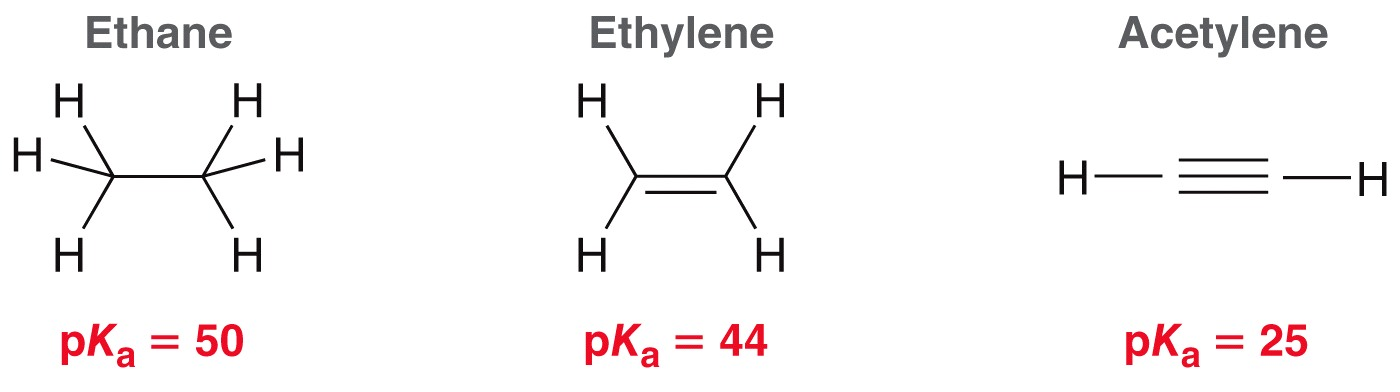 Ethane Ethylene Acetylene
H H H H
H H H H
H H H H
pKa = 50 pKa = 44 pKa = 25